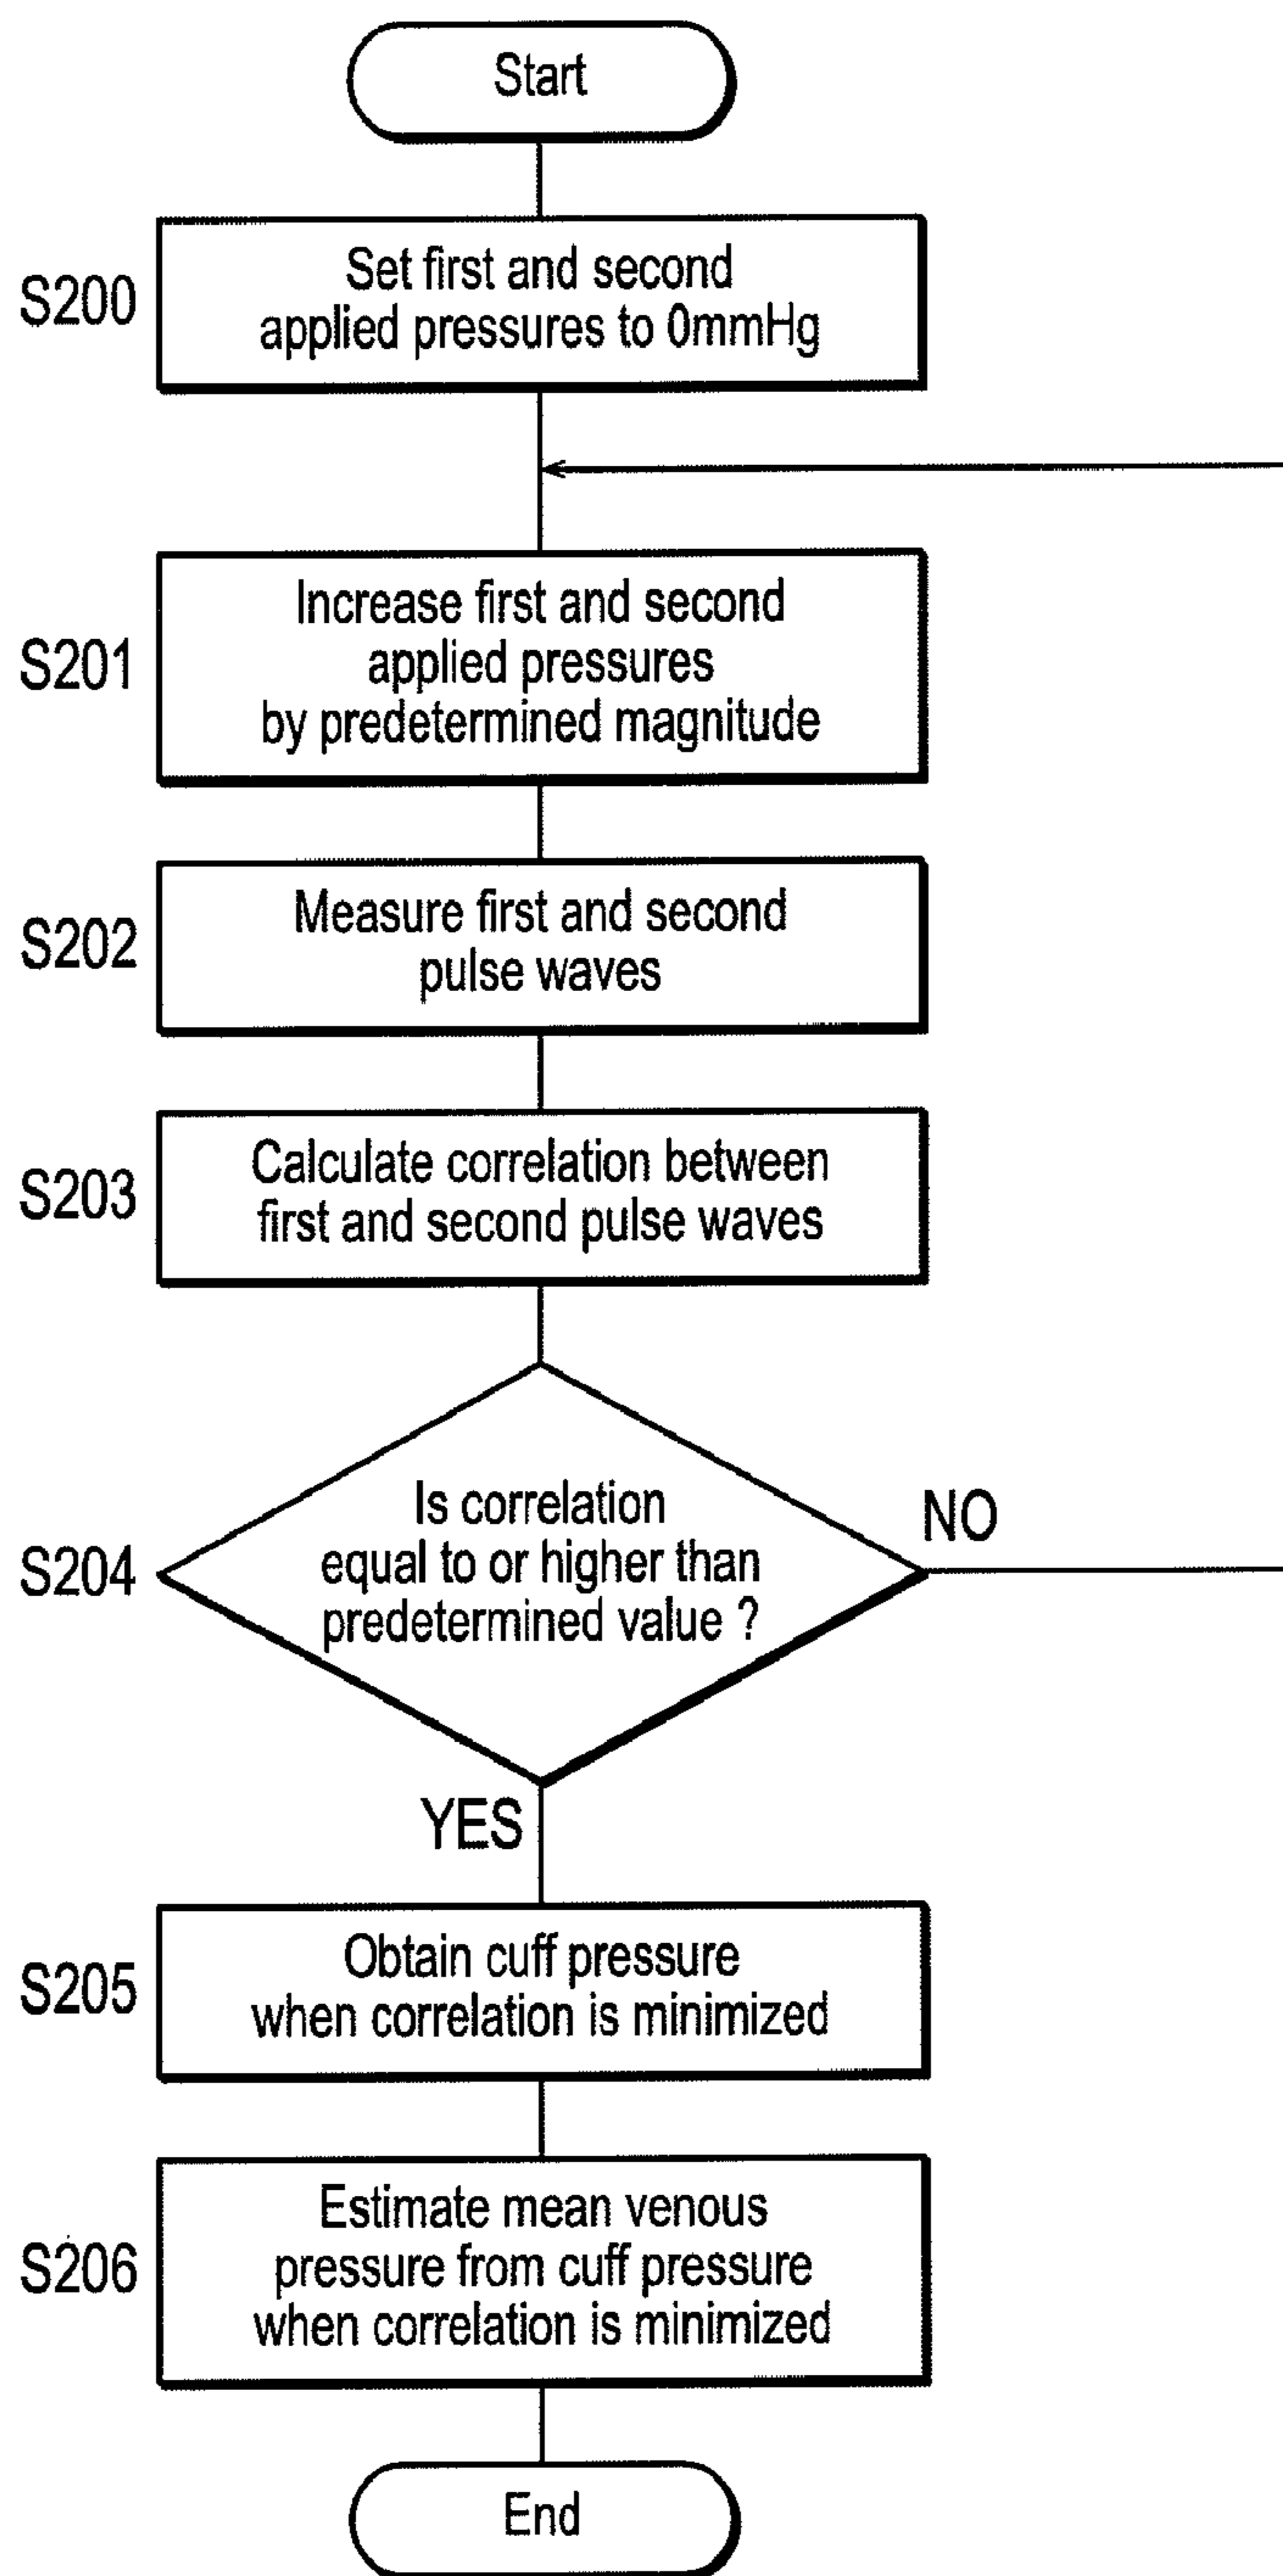 Start
S200
Set first and second
applied pressures to 0mmHg
S201
Increase first and second
applied pressures
by predetermined magnitude
S202
Measure first and second
pulse waves
S203
Calculate correlation between
first and second pulse waves
S204
Is correlation
equal to or higher than
predetermined value ?
NO
YES
S205
Obtain cuff pressure
when correlation is minimized
S206
Estimate mean venous
pressure from cuff pressure
when correlation is minimized
End